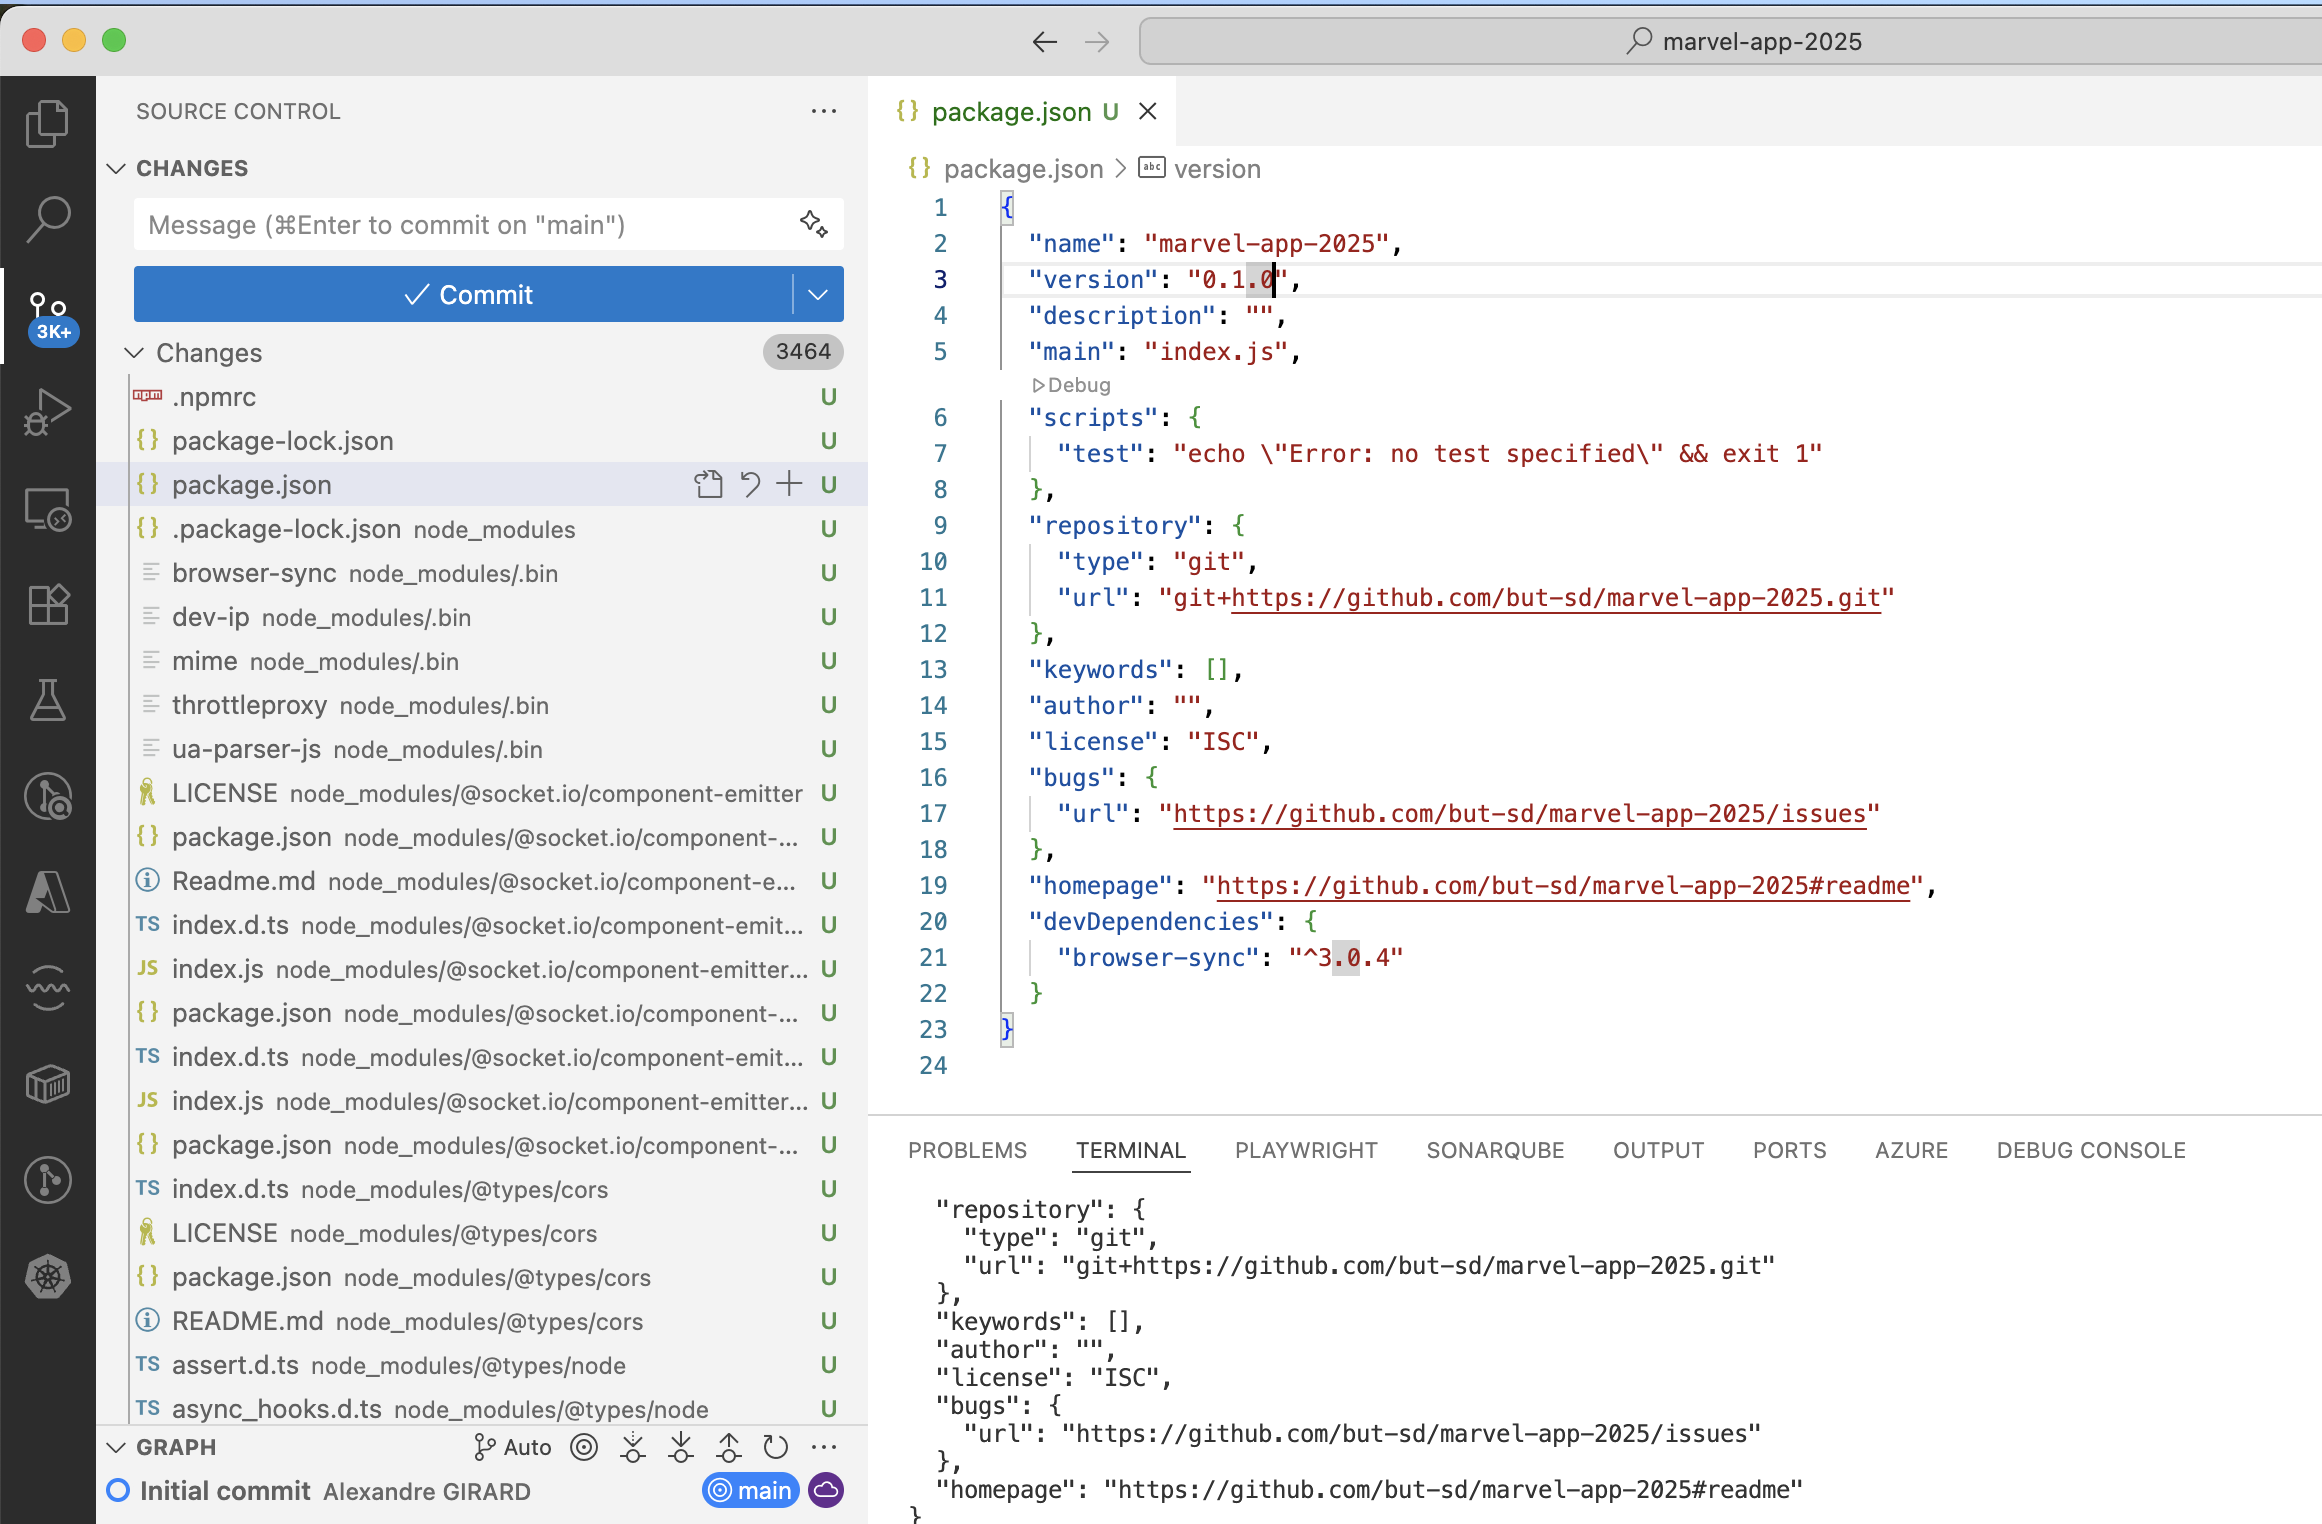 marvel-app-2025
SOURCE CONTROL
CHANGES
Message (⌘Enter to commit on "main")
Commit
3K+
Changes 3464
.npmrc U
package-lock.json U
package.json U
.package-lock.json node_modules U
browser-sync node_modules/.bin U
dev-ip node_modules/.bin U
mime node_modules/.bin U
throttleproxy node_modules/.bin U
ua-parser-js node_modules/.bin U
LICENSE node_modules/@socket.io/component-emitter U
package.json node_modules/@socket.io/component-... U
Readme.md node_modules/@socket.io/component-e... U
TS index.d.ts node_modules/@socket.io/component-emit... U
JS index.js node_modules/@socket.io/component-emitter... U
package.json node_modules/@socket.io/component-... U
TS index.d.ts node_modules/@socket.io/component-emit... U
JS index.js node_modules/@socket.io/component-emitter... U
package.json node_modules/@socket.io/component-... U
TS index.d.ts node_modules/@types/cors U
LICENSE node_modules/@types/cors U
package.json node_modules/@types/cors U
README.md node_modules/@types/cors U
TS assert.d.ts node_modules/@types/node U
TS async_hooks.d.ts node_modules/@types/node U
GRAPH Auto
Initial commit Alexandre GIRARD main
{} package.json U
{} package.json > abc version
1 {
2 "name": "marvel-app-2025",
3 "version": "0.1.0",
4 "description": "",
5 "main": "index.js",
Debug
6 "scripts": {
7 "test": "echo \"Error: no test specified\" && exit 1"
8 },
9 "repository": {
10 "type": "git",
11 "url": "git+https://github.com/but-sd/marvel-app-2025.git"
12 },
13 "keywords": [],
14 "author": "",
15 "license": "ISC",
16 "bugs": {
17 "url": "https://github.com/but-sd/marvel-app-2025/issues"
18 },
19 "homepage": "https://github.com/but-sd/marvel-app-2025#readme",
20 "devDependencies": {
21 "browser-sync": "^3.0.4"
22 }
23 }
24
PROBLEMS TERMINAL PLAYWRIGHT SONARQUBE OUTPUT PORTS AZURE DEBUG CONSOLE
"repository": {
"type": "git",
"url": "git+https://github.com/but-sd/marvel-app-2025.git"
},
"keywords": [],
"author": "",
"license": "ISC",
"bugs": {
"url": "https://github.com/but-sd/marvel-app-2025/issues"
},
"homepage": "https://github.com/but-sd/marvel-app-2025#readme"
}